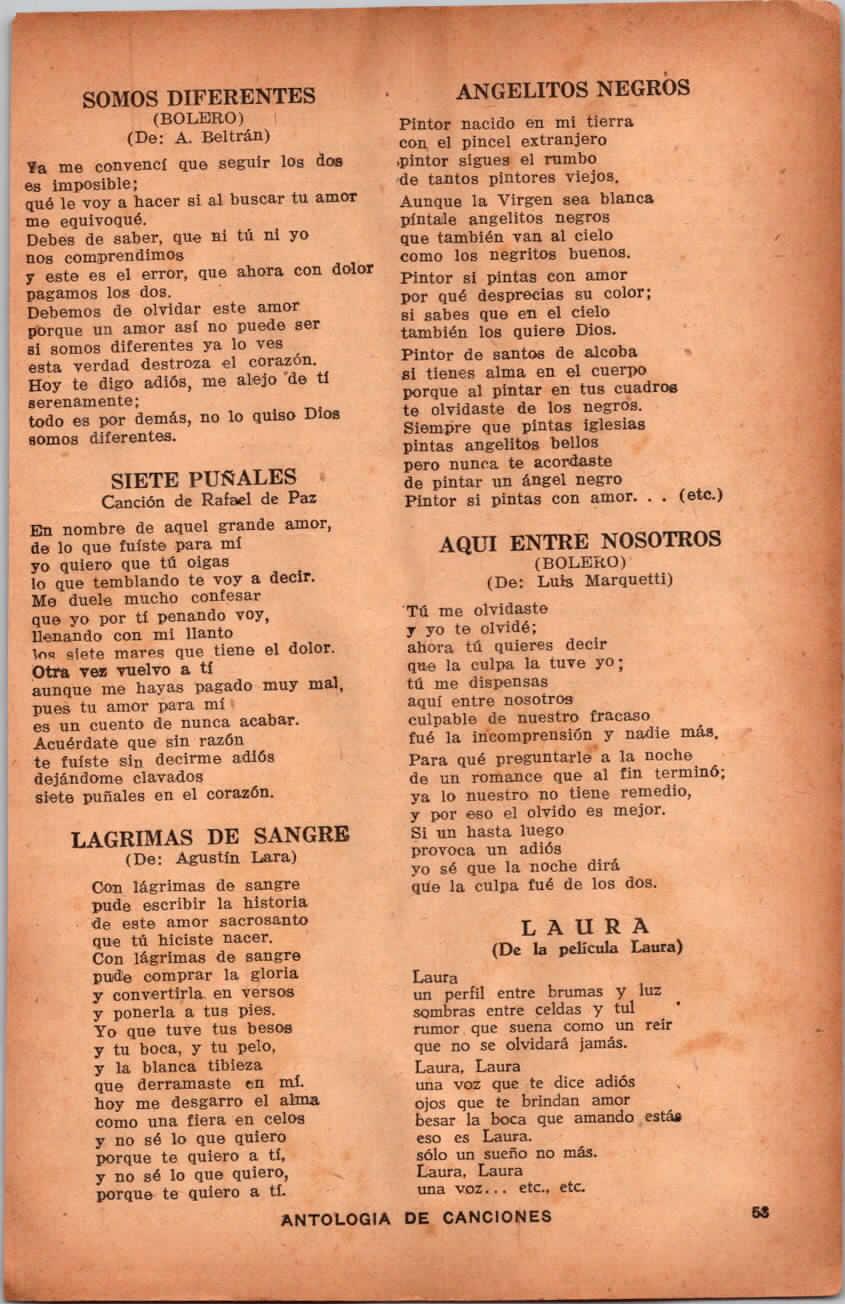 SOMOS DIFERENTES
(BOLERO)
(De: A. Beltrán)
Ya me convencí que seguir los dos
es imposible;
qué le voy a hacer si al buscar tu amor
me equivoqué.
Debes de saber, que ni tú ni yo
nos comprendimos
y este es el error, que ahora con dolor
pagamos los dos.
Debemos de olvidar este amor
porque un amor así no puede ser
si somos diferentes ya lo ves
esta verdad destroza el corazón.
Hoy te digo adiós, me alejo de tí
serenamente;
todo es por demás, no lo quiso Dios
somos diferentes.
SIETE PUÑALES
Canción de Rafael de Paz
En nombre de aquel grande amor,
de lo que fuíste para mí
yo quiero que tú oigas
lo que temblando te voy a decir.
Me duele mucho confesar
que yo por tí penando voy,
llenando con mi llanto
los siete mares que tiene el dolor.
Otra vez vuelvo a tí
aunque me hayas pagado muy mal,
pues tu amor para mí
es un cuento de nunca acabar.
Acuérdate que sin razón
te fuíste sin decirme adiós
dejándome clavados
siete puñales en el corazón.
LAGRIMAS DE SANGRE
(De: Agustín Lara)
Con lágrimas de sangre
pude escribir la historia
de este amor sacrosanto
que tú hiciste nacer.
Con lágrimas de sangre
pude comprar la gloria
y convertirla en versos
y ponerla a tus pies.
Yo que tuve tus besos
y tu boca, y tu pelo,
y la blanca tibieza
que derramaste en mí.
hoy me desgarro el alma
como una fiera en celos
y no sé lo que quiero
porque te quiero a tí,
y no sé lo que quiero,
porque te quiero a tí.
ANGELITOS NEGROS
Pintor nacido en mi tierra
con el pincel extranjero
pintor sigues el rumbo
de tantos pintores viejos.
Aunque la Virgen sea blanca
píntale angelitos negros
que también van al cielo
como los negritos buenos.
Pintor si pintas con amor
por qué desprecias su color;
si sabes que en el cielo
también los quiere Dios.
Pintor de santos de alcoba
si tienes alma en el cuerpo
porque al pintar en tus cuadros
te olvidaste de los negros.
Siempre que pintas iglesias
pintas angelitos bellos
pero nunca te acordaste
de pintar un ángel negro
Pintor si pintas con amor. . . (etc.)
AQUI ENTRE NOSOTROS
(BOLERO)
(De: Luis Marquetti)
Tú me olvidaste
y yo te olvidé;
ahora tú quieres decir
que la culpa la tuve yo;
tú me dispensas
aquí entre nosotros
culpable de nuestro fracaso
fué la incomprensión y nadie más.
Para qué preguntarle a la noche
de un romance que al fin terminó;
ya lo nuestro no tiene remedio,
y por eso el olvido es mejor.
Si un hasta luego
provoca un adiós
yo sé que la noche dirá
que la culpa fué de los dos.
LAURA
(De la película Laura)
Laura
un perfil entre brumas y luz
sombras entre celdas y tul
rumor que suena como un reír
que no se olvidará jamás.
Laura, Laura
una voz que te dice adiós
ojos que te brindan amor
besar la boca que amando estás
eso es Laura.
sólo un sueño no más.
Laura, Laura
una voz... etc., etc.
ANTOLOGIA DE CANCIONES
53